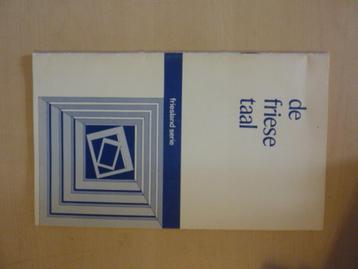 de
friese
taal
friesland serie